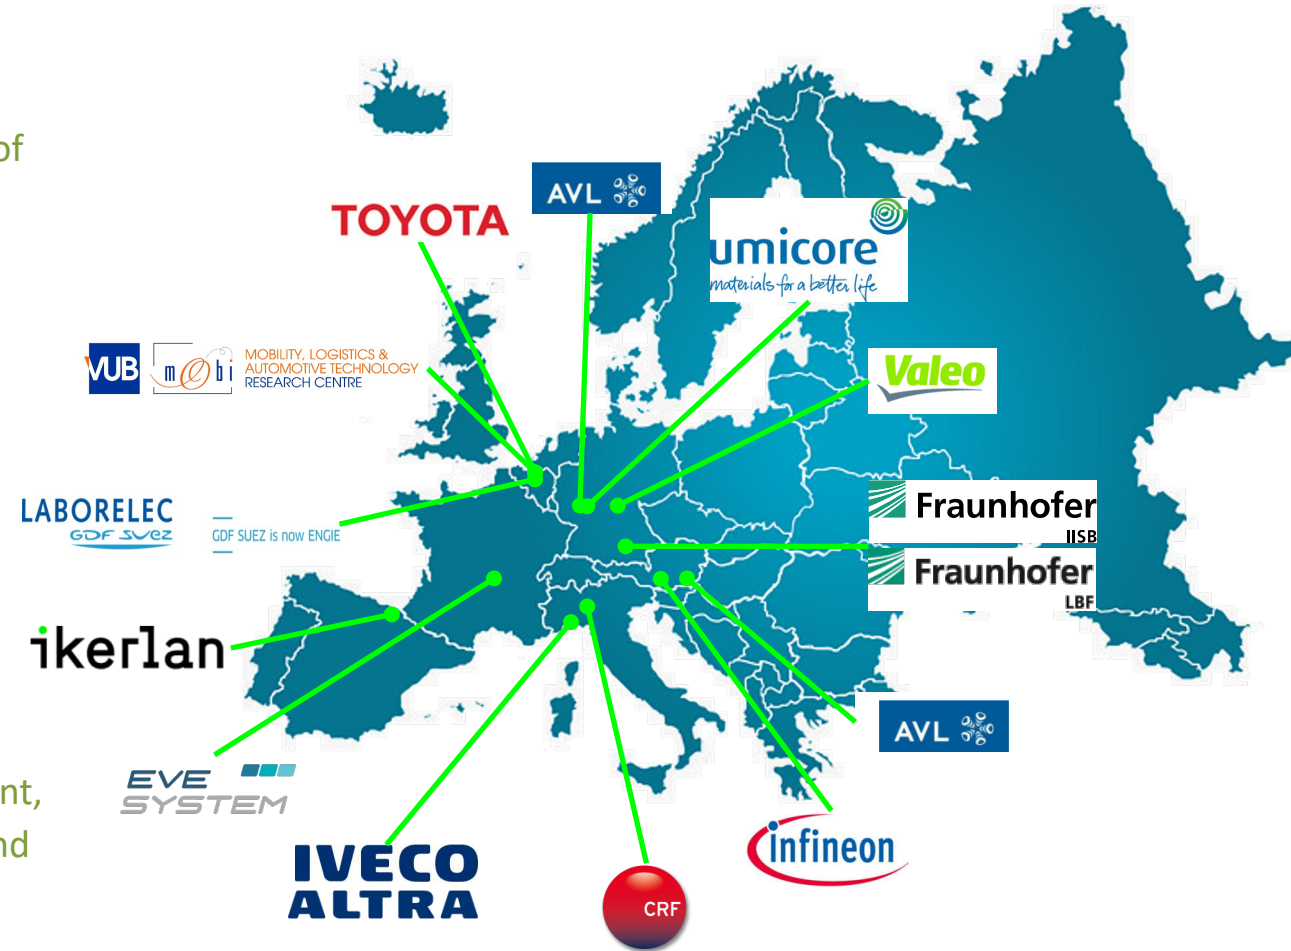 of
AVL
TOYOTA
umicore
materials for a better life
VUB mobi MOBILITY, LOGISTICS &
AUTOMOTIVE TECHNOLOGY
RESEARCH CENTRE
Valeo
LABORELEC
GDF SUEZ
GDF SUEZ is now ENGIE
Fraunhofer
IISB
Fraunhofer
LBF
ikerlan
AVL
EVE
SYSTEM
nt,
nd
IVECO
ALTRA
infineon
CRF